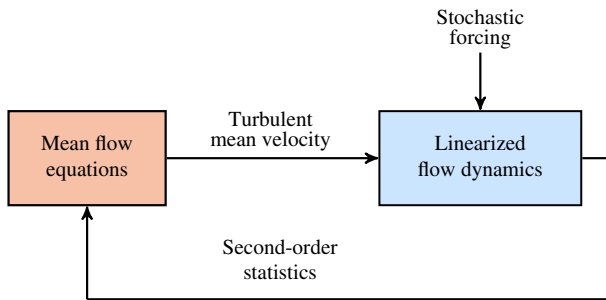 Stochastic
forcing
Turbulent
mean velocity
Mean flow
equations
Linearized
flow dynamics
Second-order
statistics